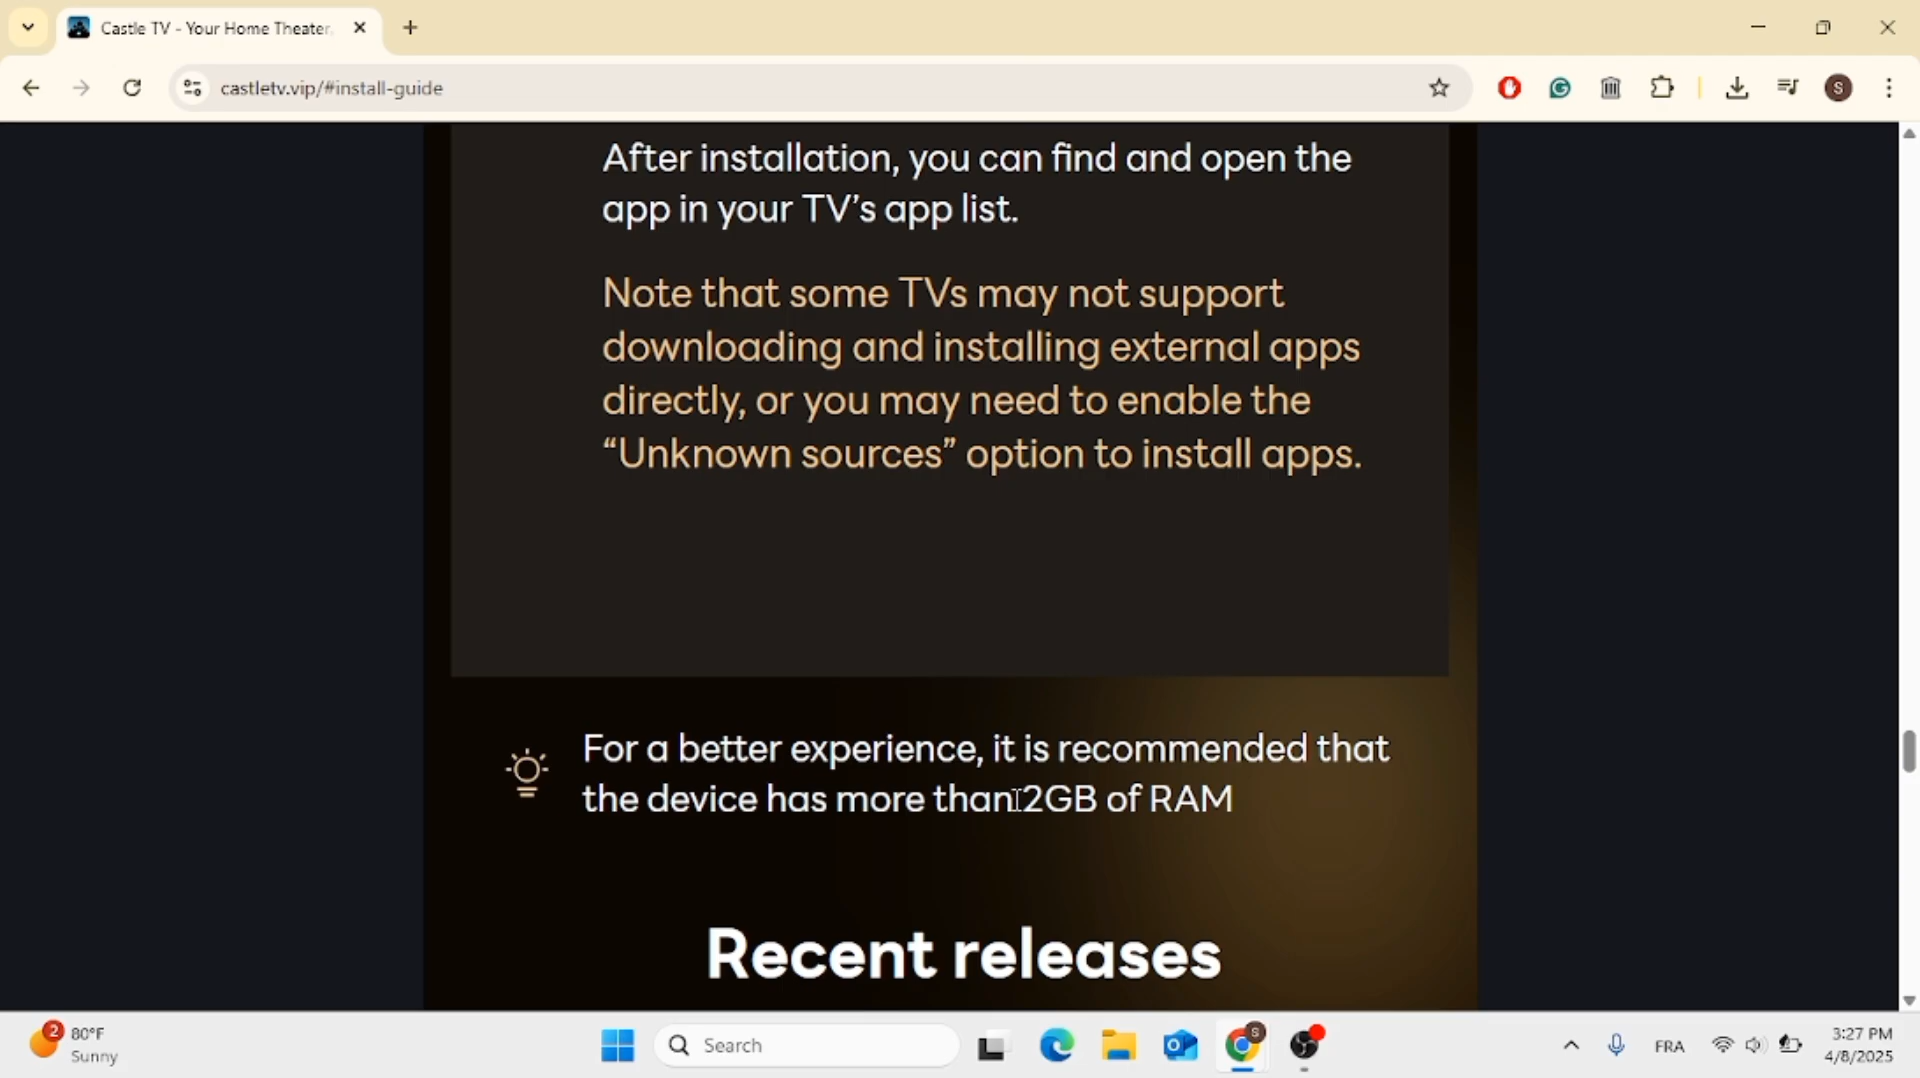 Castle TV - Your Home Theater,
castletv.vip/#install-guide
S
After installation, you can find and open the
app in your TV’s app list.
Note that some TVs may not support
downloading and installing external apps
directly, or you may need to enable the
“Unknown sources” option to install apps.
For a better experience, it is recommended that
the device has more than 2GB of RAM
Recent releases
2
80°F
Sunny
Search
S
FRA
3:27 PM
4/8/2025